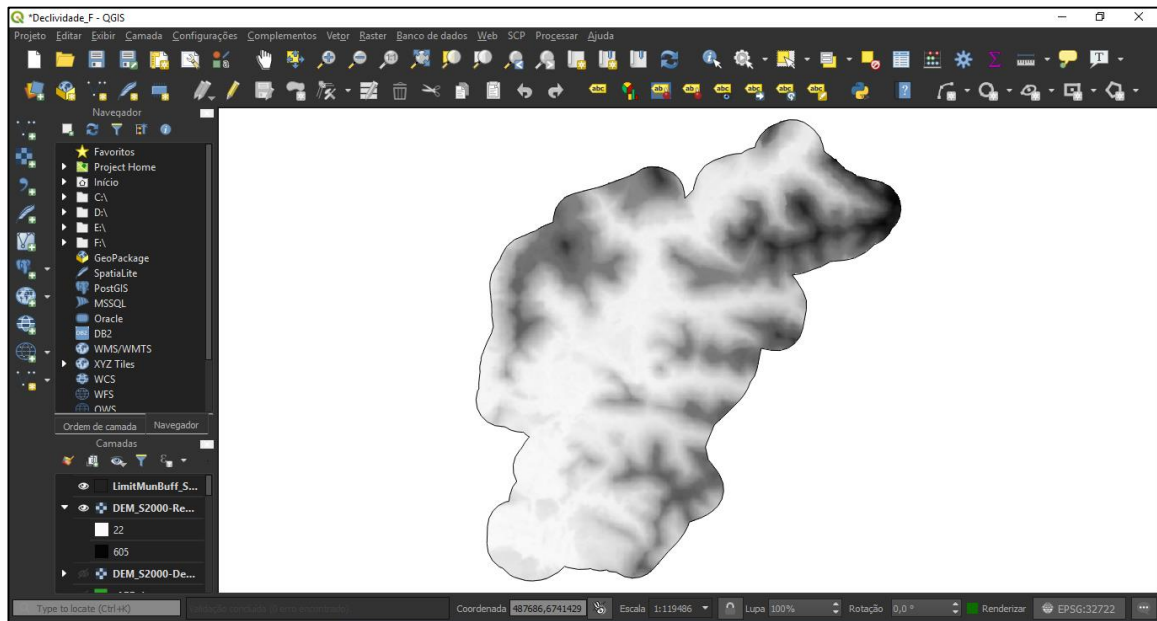 *Declividade_F - QGIS
Projeto Editar Exibir Camada Configurações Complementos Vetor Raster Banco de dados Web SCP Processar Ajuda
Navegador
Favoritos
Project Home
Início
C:\
D:\
E:\
F:\
GeoPackage
SpatiaLite
PostGIS
MSSQL
Oracle
DB2
WMS/WMTS
XYZ Tiles
WCS
WFS
OWS
Ordem de camada Navegador
Camadas
LimitMunBuff_S...
DEM_S2000-Re...
22
605
DEM_S2000-De...
Type to locate (Ctrl+K) Coordenada 487686,6741429 Escala 1:119486 Lupa 100% Rotação 0,0 ° Renderizar EPSG:32722